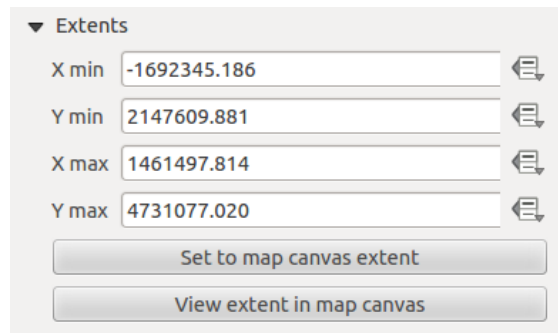 Extents
X min -1692345.186
Y min 2147609.881
X max 1461497.814
Y max 4731077.020
Set to map canvas extent
View extent in map canvas